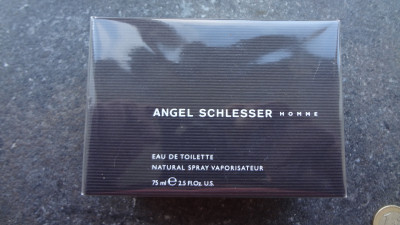 ANGEL SCHLESSER HOMME
EAU DE TOILETTE
NATURAL SPRAY VAPORISATEUR
75 ml ℮ 2.5 Fl.Oz. U.S.